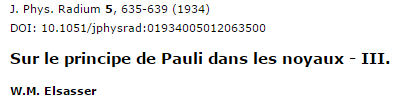 J. Phys. Radium 5, 635-639 (1934)
DOI: 10.1051/jphysrad:01934005012063500
Sur le principe de Pauli dans les noyaux - III.
W.M. Elsasser